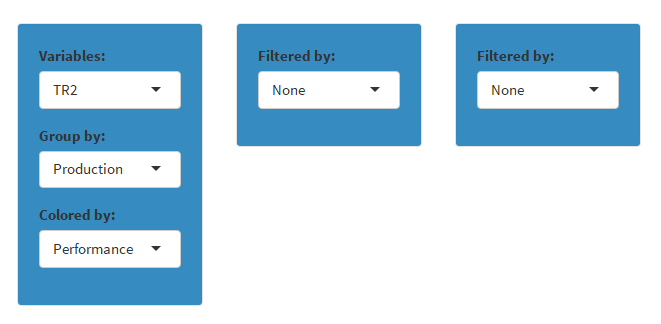 Variables:
TR2
Group by:
Production
Colored by:
Performance
Filtered by:
None
Filtered by:
None